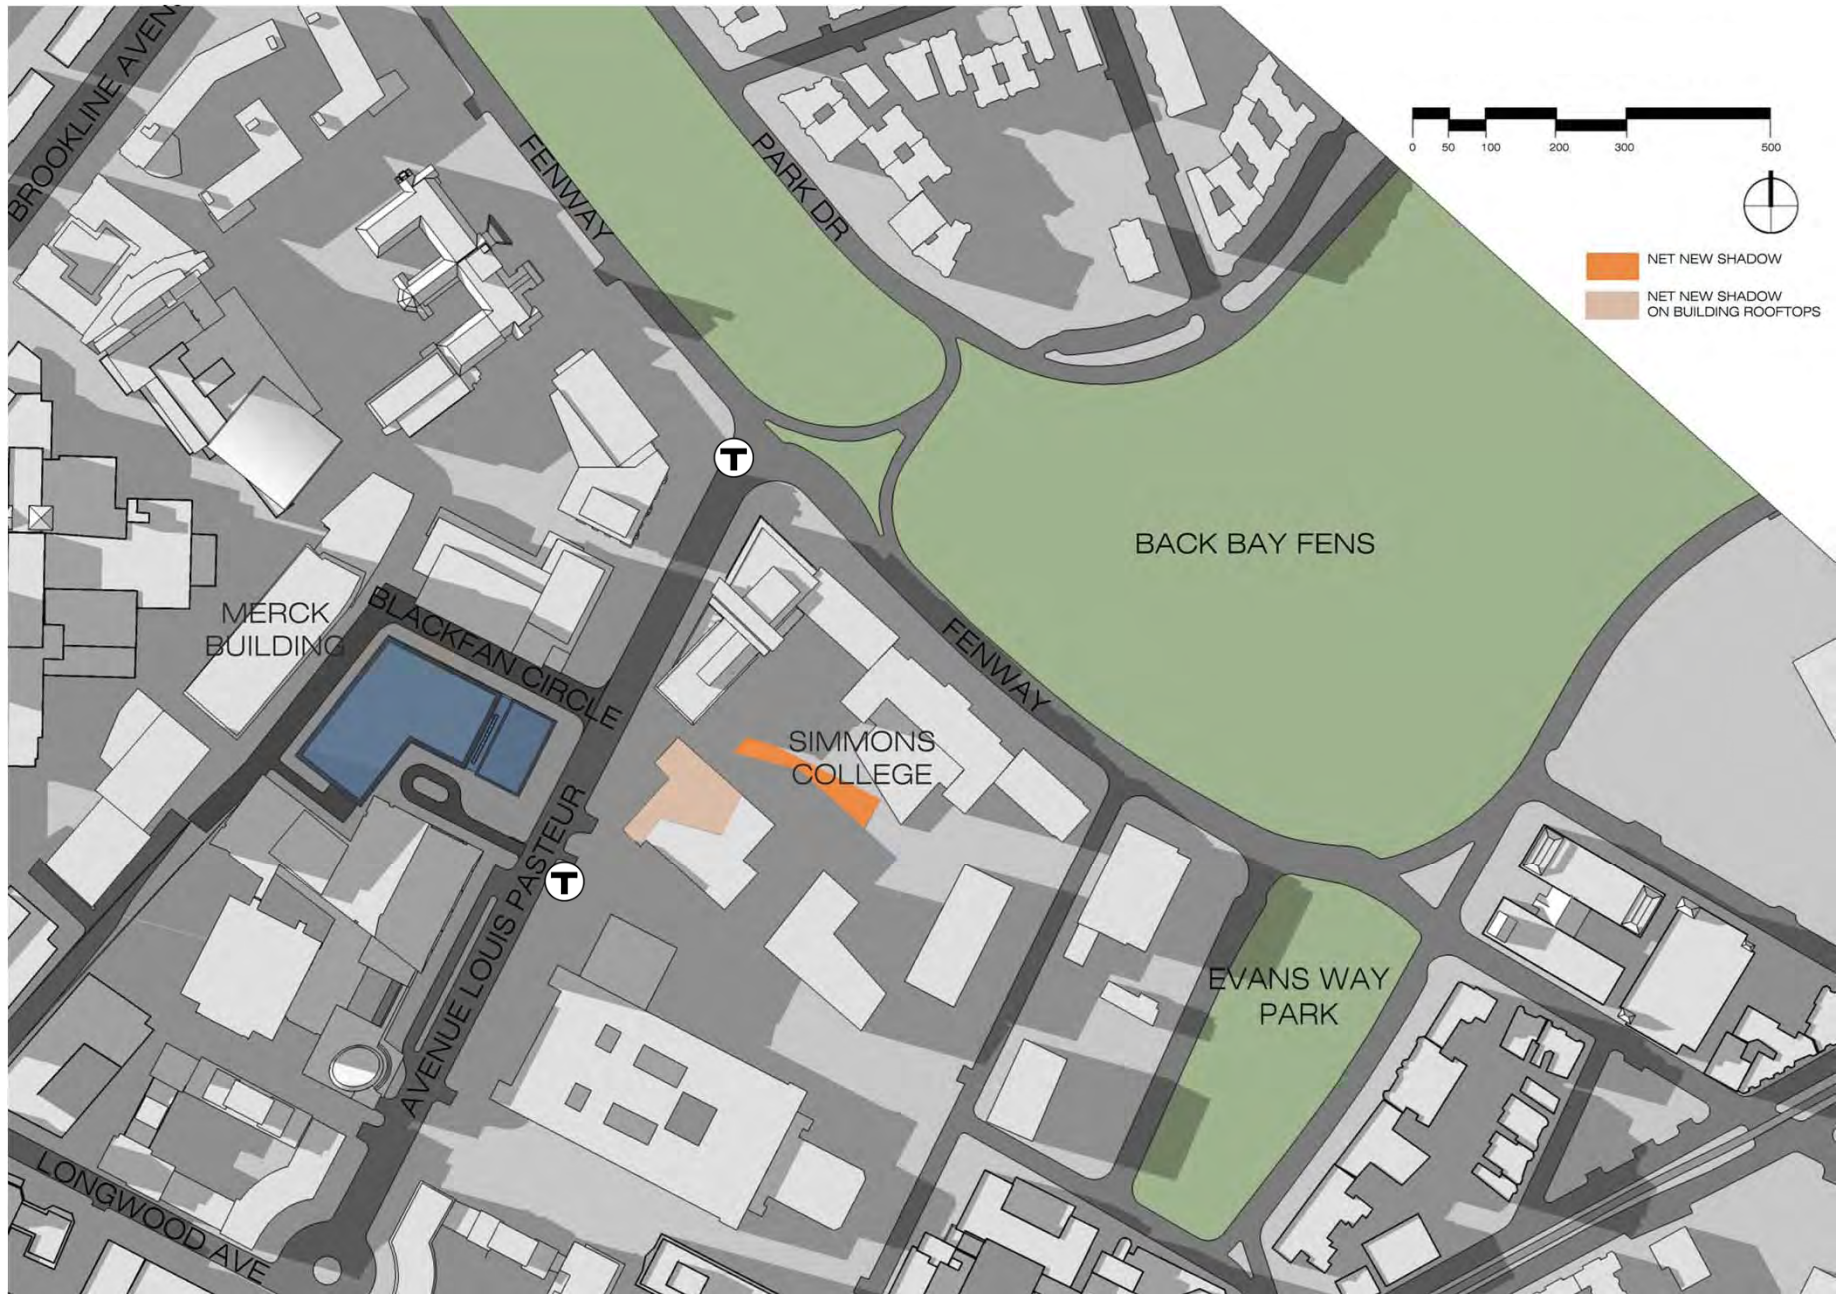 BROOKLINE AVEN
FENWAY
PARK DR
0 50 100 200 300 500
NET NEW SHADOW
NET NEW SHADOW
ON BUILDING ROOFTOPS
T
BACK BAY FENS
MERCK
BUILDING
BLACKFAN CIRCLE
FENWAY
SIMMONS
COLLEGE
T
AVENUE LOUIS PASTEUR
EVANS WAY
PARK
LONGWOOD AVE